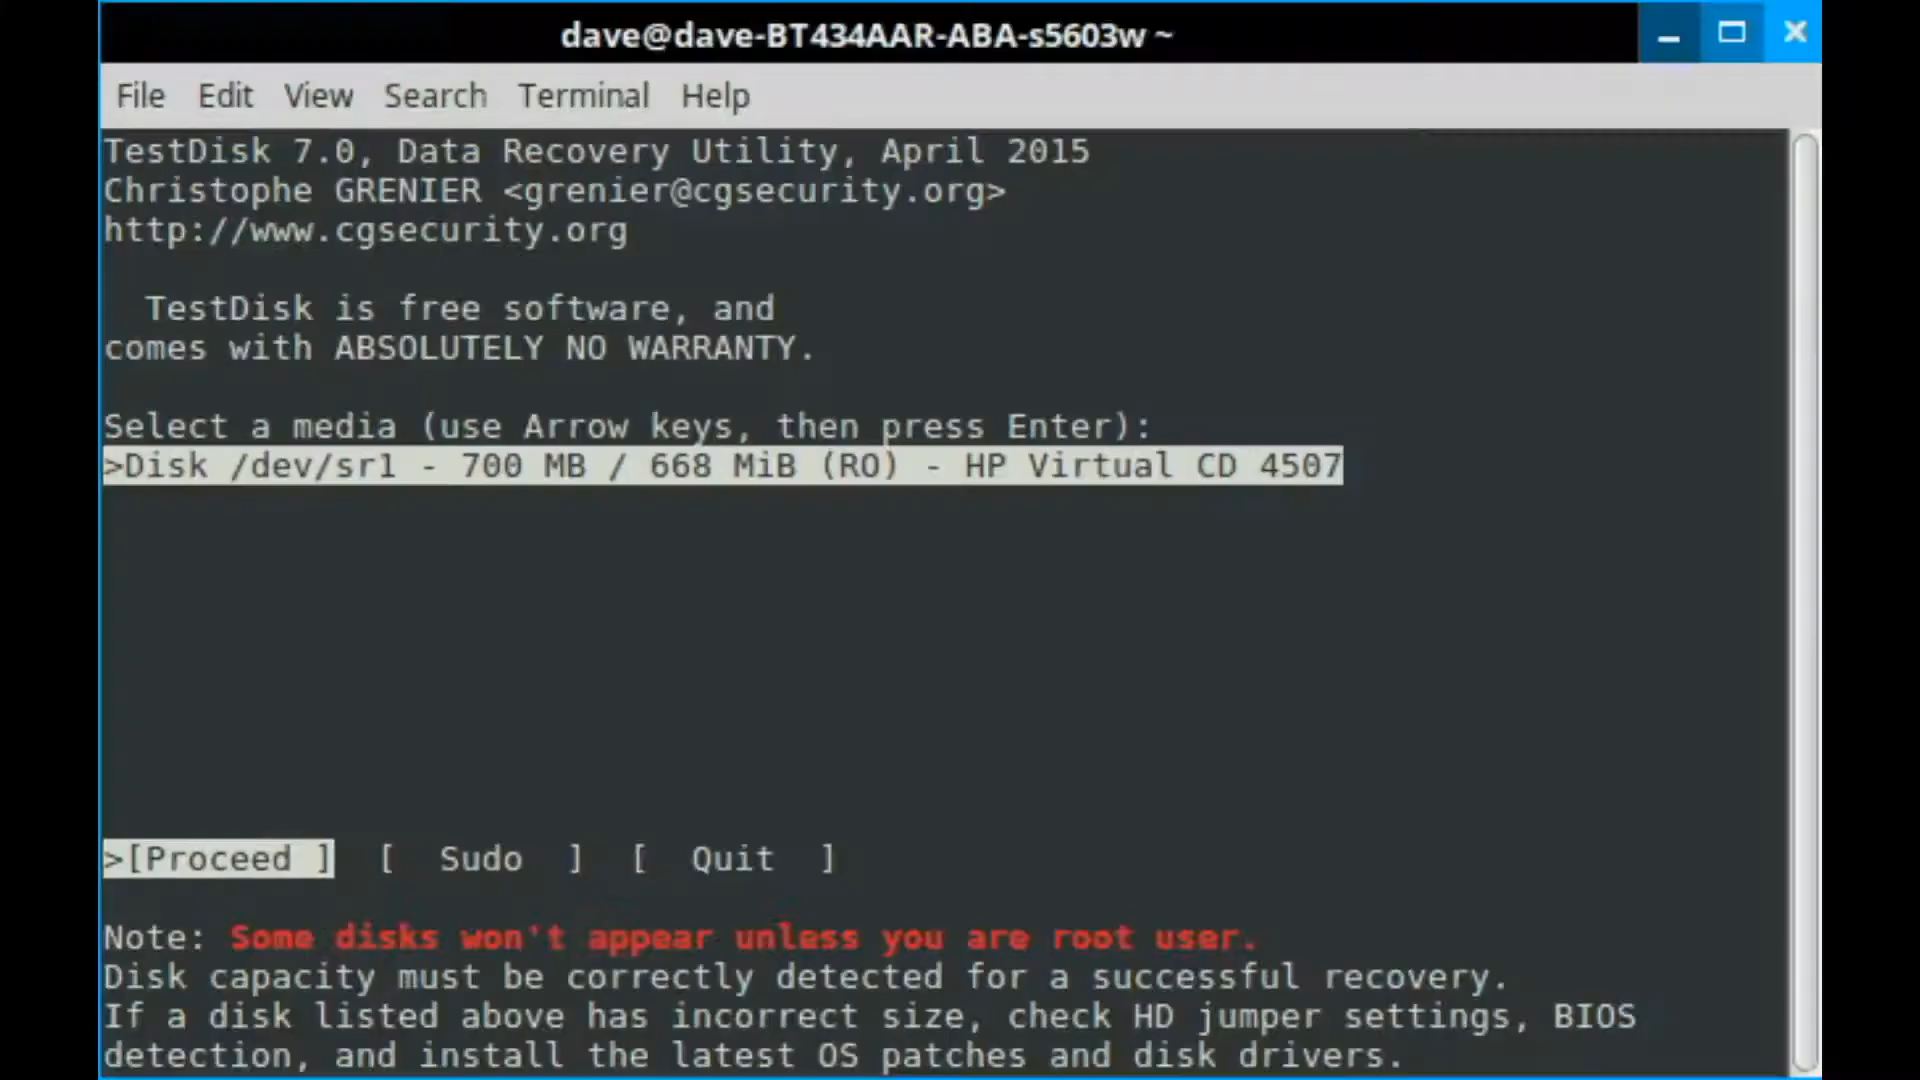 dave@dave-BT434AAR-ABA-s5603w ~
File Edit View Search Terminal Help
TestDisk 7.0, Data Recovery Utility, April 2015
Christophe GRENIER <grenier@cgsecurity.org>
http://www.cgsecurity.org
TestDisk is free software, and
comes with ABSOLUTELY NO WARRANTY.
Select a media (use Arrow keys, then press Enter):
>Disk /dev/sr1 - 700 MB / 668 MiB (RO) - HP Virtual CD 4507
>[Proceed ] [ Sudo ] [ Quit ]
Note: Some disks won't appear unless you are root user.
Disk capacity must be correctly detected for a successful recovery.
If a disk listed above has incorrect size, check HD jumper settings, BIOS
detection, and install the latest OS patches and disk drivers.